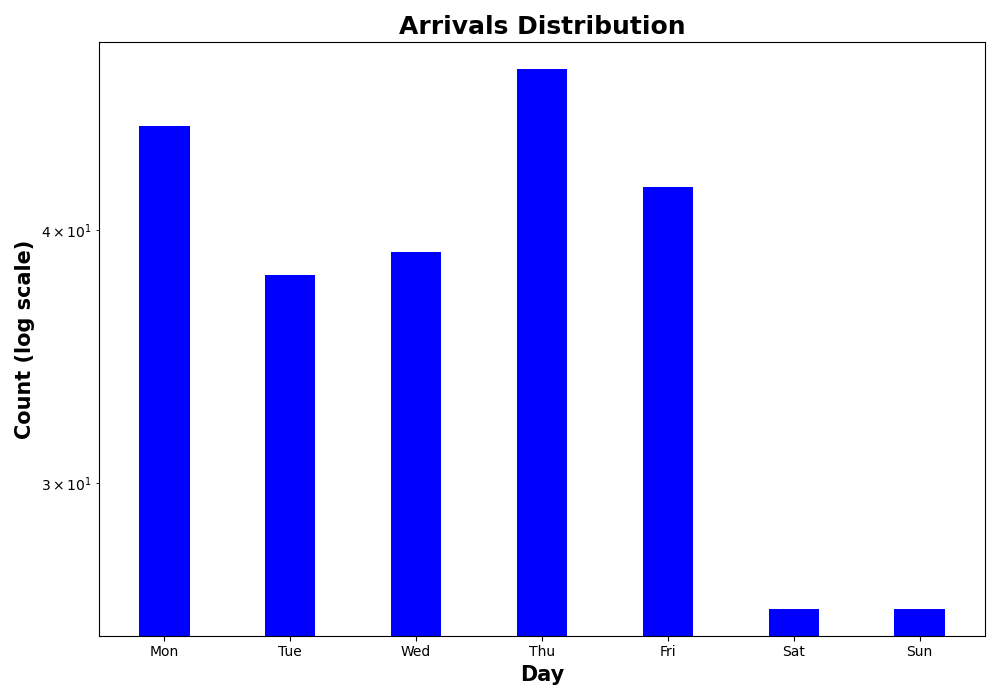 Arrivals Distribution
Count (log scale)
4 × 10¹
3 × 10¹
Mon Tue Wed Thu Fri Sat Sun
Day